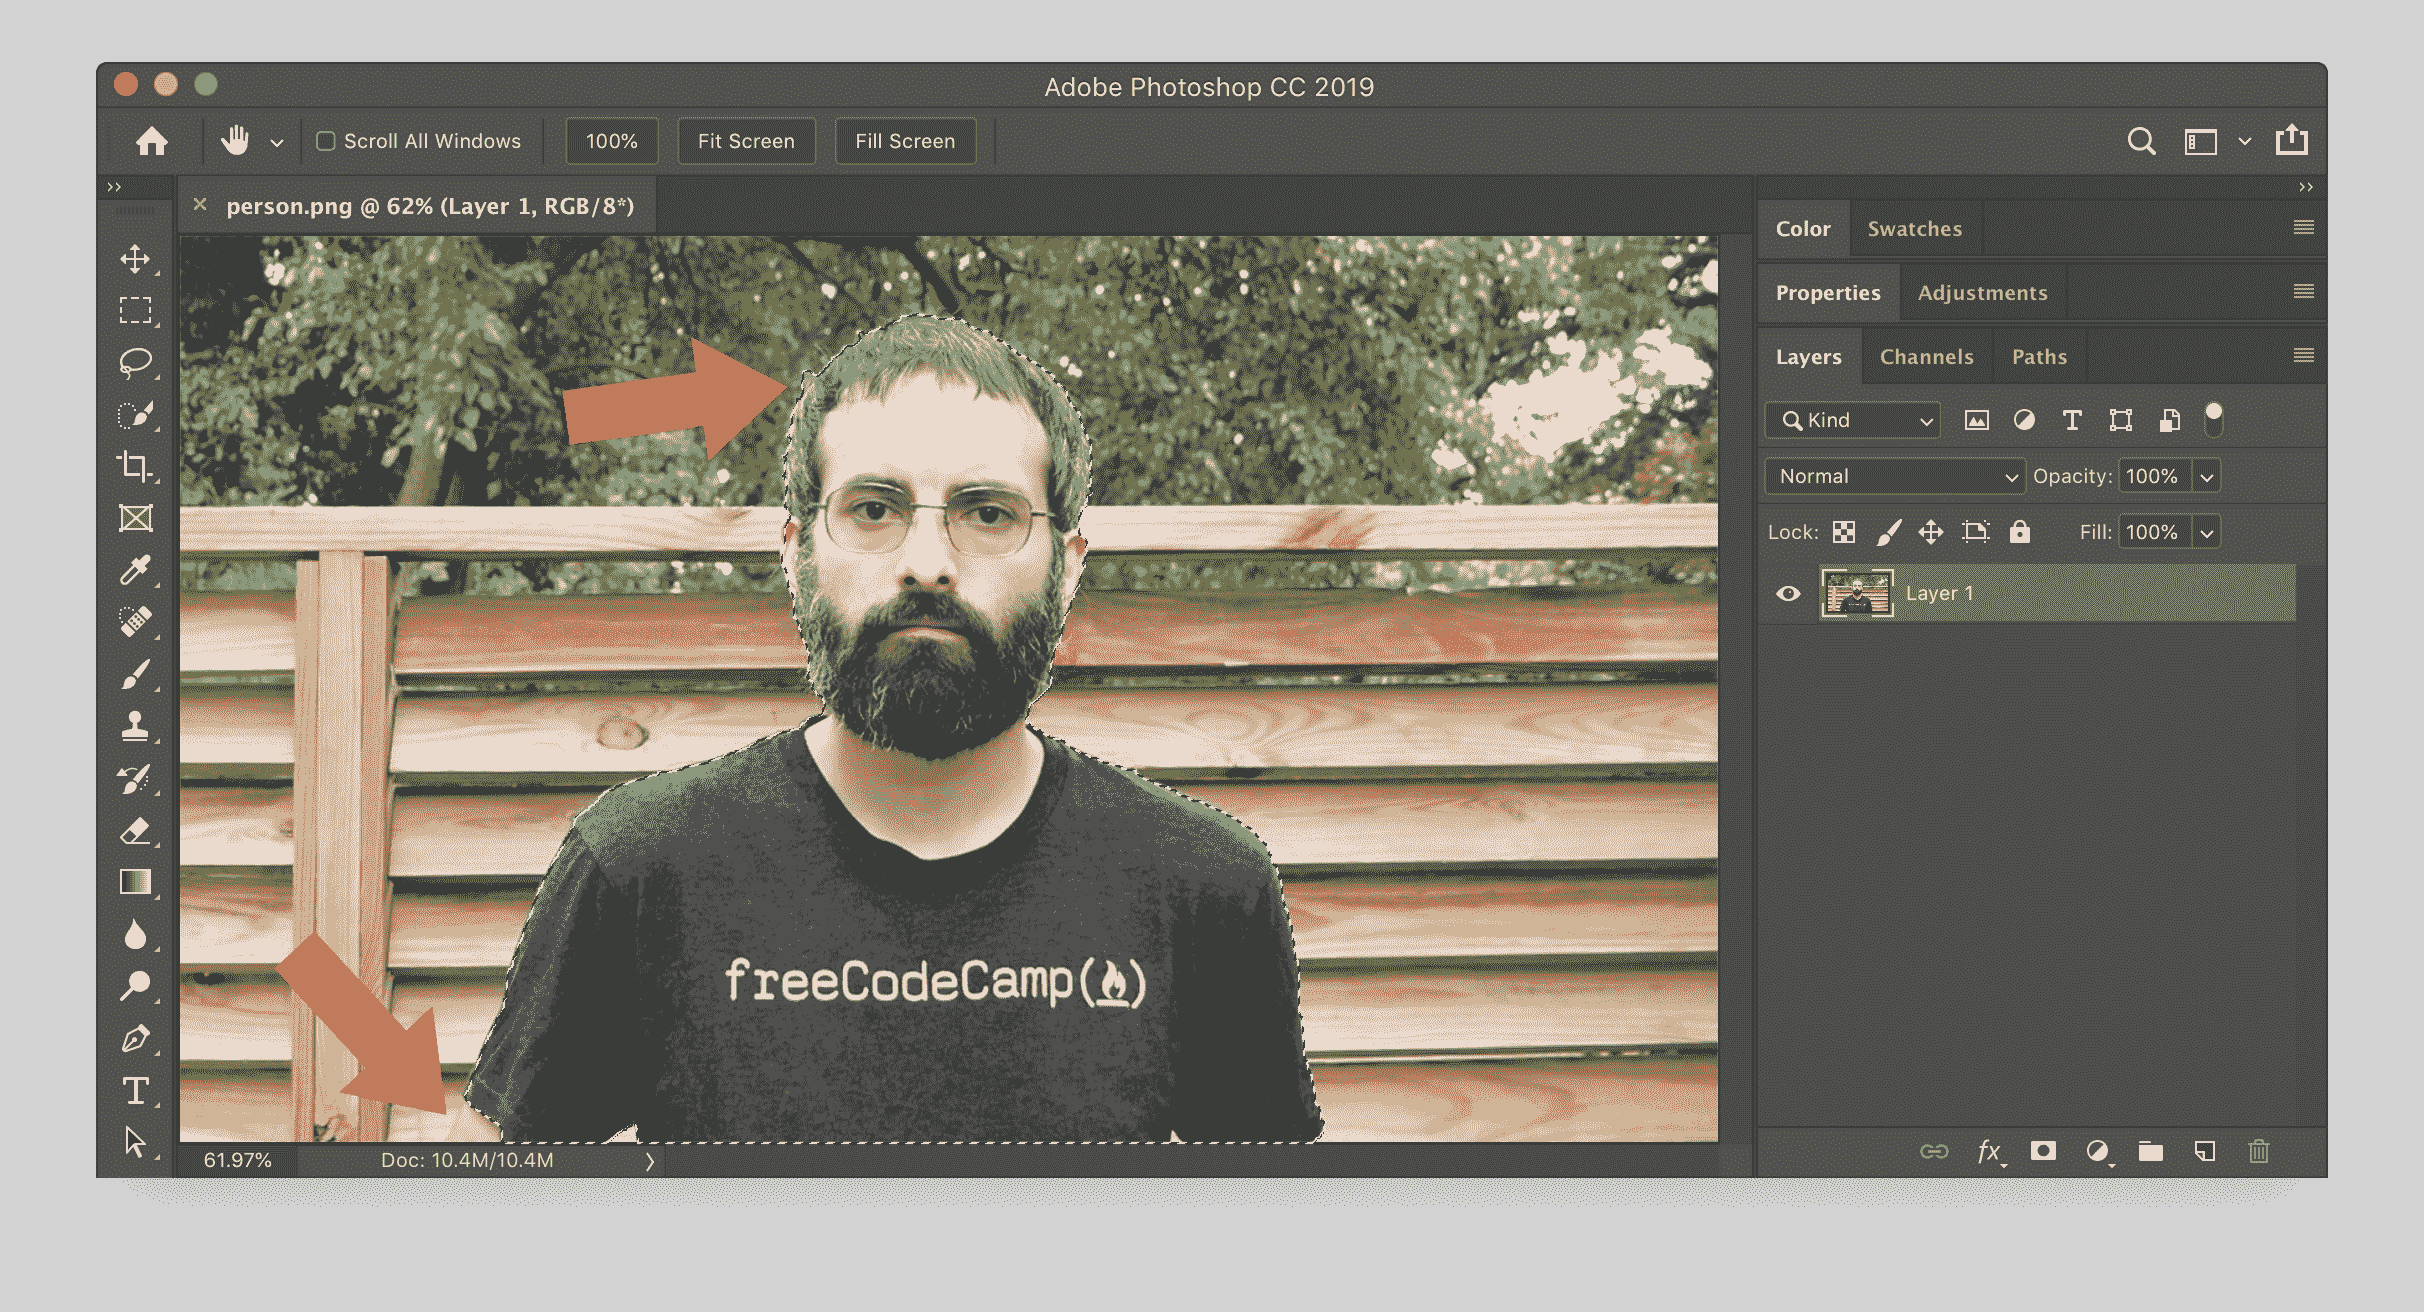 Adobe Photoshop CC 2019
Scroll All Windows
100%
Fit Screen
Fill Screen
person.png @ 62% (Layer 1, RGB/8*)
Color
Swatches
Properties
Adjustments
Layers
Channels
Paths
Kind
Normal
Opacity: 100%
Lock:
Fill: 100%
Layer 1
freeCodeCamp
61.97%
Doc: 10.4M/10.4M
fx